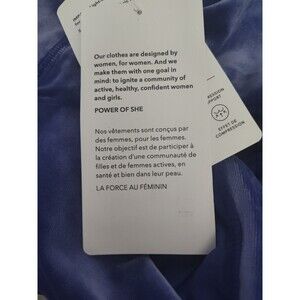 Our clothes are designed by
women, for women. And we
make them with one goal in
mind: to ignite a community of
active, healthy, confident women
and girls.
POWER OF SHE
Nos vêtements sont conçus par
des femmes, pour les femmes.
Notre objectif est de participer à
la création d'une communauté de
filles et de femmes actives, en
santé et bien dans leur peau.
LA FORCE AU FÉMININ
EFFET DE
COMPRESSION